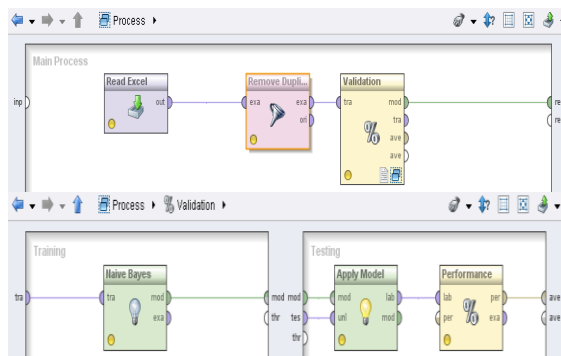 Process
Main Process
Read Excel
Remove Dupli...
Validation
inp
out
exa
exa
ori
tra
mod
tra
ave
ave
re
re
Process
Validation
Training
Testing
Naive Bayes
Apply Model
Performance
tra
tra
mod
exa
mod
thr
mod
tes
thr
mod
unl
lab
mod
lab
per
per
exa
ave
ave